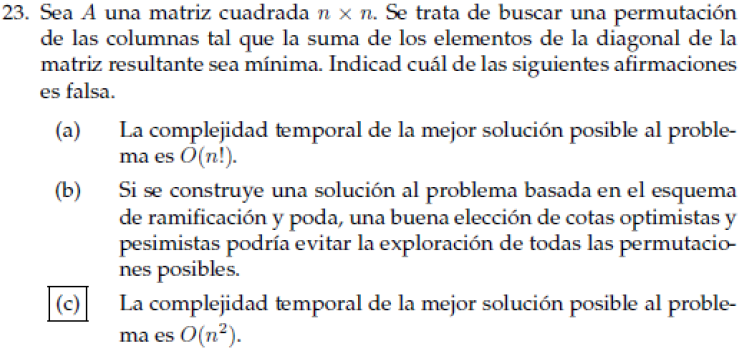 23. Sea A una matriz cuadrada n × n. Se trata de buscar una permutación
de las columnas tal que la suma de los elementos de la diagonal de la
matriz resultante sea mínima. Indicad cuál de las siguientes afirmaciones
es falsa.
(a) La complejidad temporal de la mejor solución posible al proble-
ma es O(n!).
(b) Si se construye una solución al problema basada en el esquema
de ramificación y poda, una buena elección de cotas optimistas y
pesimistas podría evitar la exploración de todas las permutacio-
nes posibles.
(c) La complejidad temporal de la mejor solución posible al proble-
ma es O(n²).